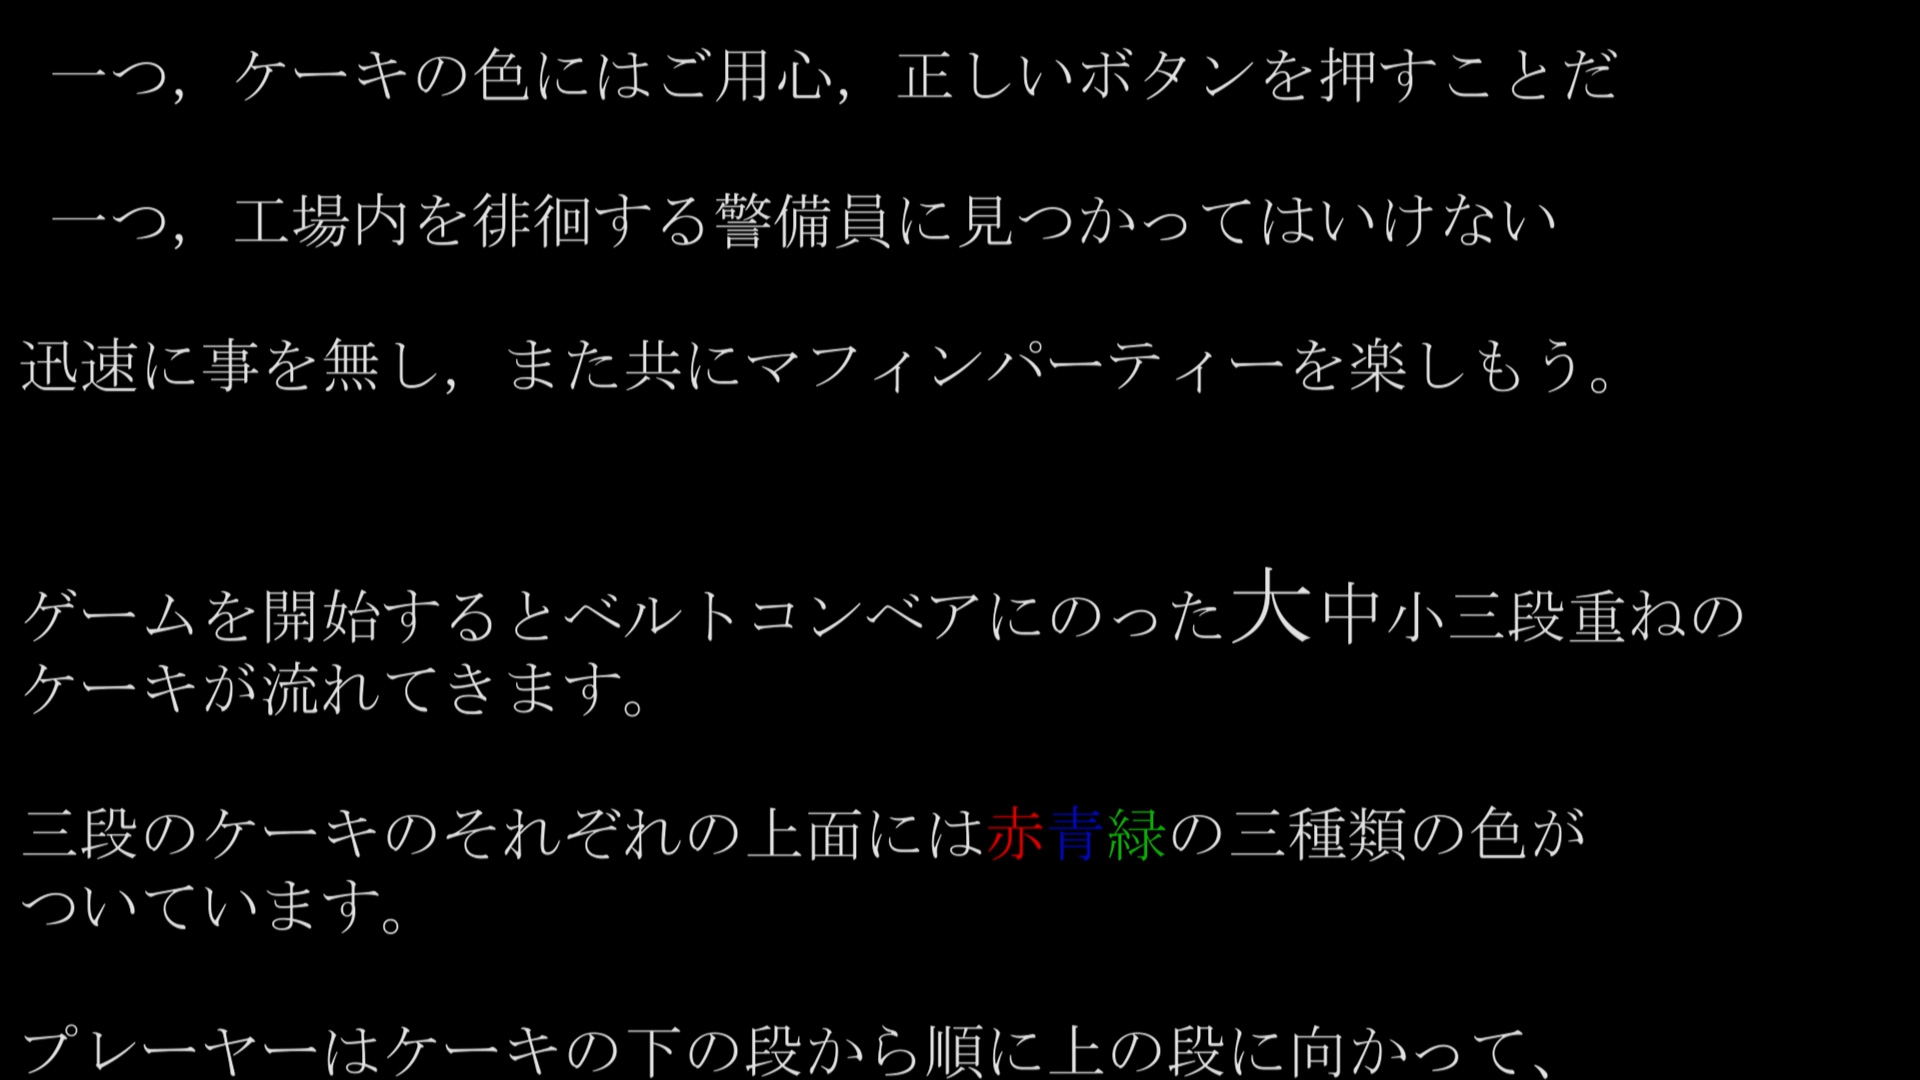 一つ，ケーキの色にはご用心，正しいボタンを押すことだ
一つ，工場内を徘徊する警備員に見つかってはいけない
迅速に事を無し，また共にマフィンパーティーを楽しもう。
ゲームを開始するとベルトコンベアにのった大中小三段重ねの
ケーキが流れてきます。
三段のケーキのそれぞれの上面には赤青緑の三種類の色が
ついています。
プレーヤーはケーキの下の段から順に上の段に向かって、